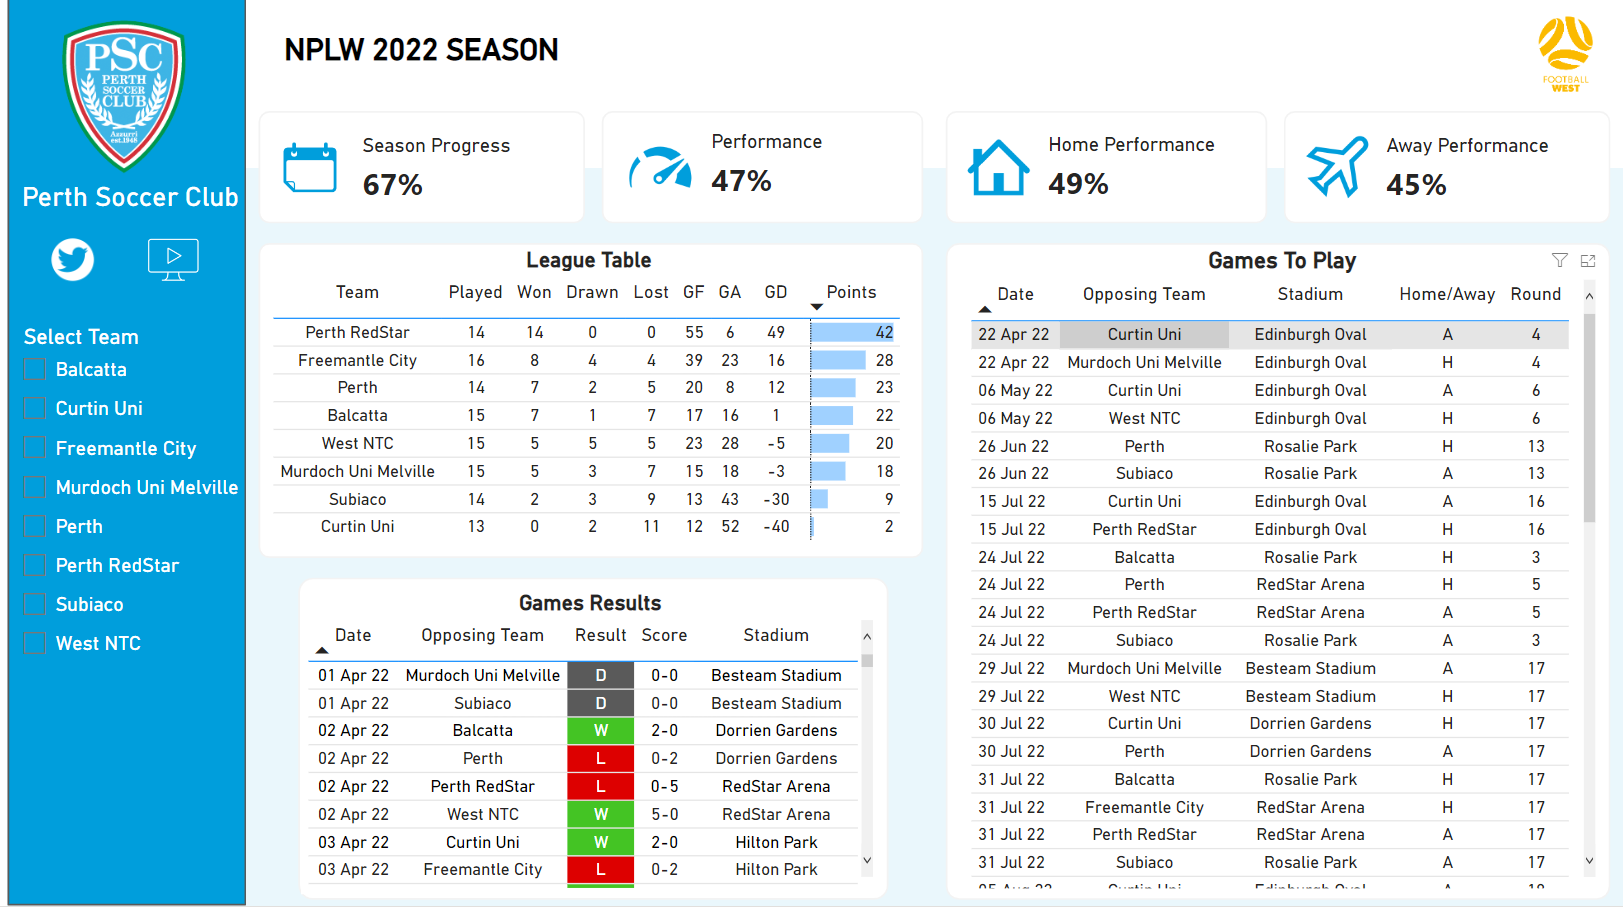 PSC
PERTH
SOCCER
CLUB
Azzurri
est.1948
Perth Soccer Club
Select Team
Balcatta
Curtin Uni
Freemantle City
Murdoch Uni Melville
Perth
Perth RedStar
Subiaco
West NTC
NPLW 2022 SEASON
FOOTBALL
WEST
Season Progress
67%
Performance
47%
Home Performance
49%
Away Performance
45%
League Table
Team Played Won Drawn Lost GF GA GD Points
Perth RedStar 14 14 0 0 55 6 49 42
Freemantle City 16 8 4 4 39 23 16 28
Perth 14 7 2 5 20 8 12 23
Balcatta 15 7 1 7 17 16 1 22
West NTC 15 5 5 5 23 28 -5 20
Murdoch Uni Melville 15 5 3 7 15 18 -3 18
Subiaco 14 2 3 9 13 43 -30 9
Curtin Uni 13 0 2 11 12 52 -40 2
Games Results
Date Opposing Team Result Score Stadium
01 Apr 22 Murdoch Uni Melville D 0-0 Besteam Stadium
01 Apr 22 Subiaco D 0-0 Besteam Stadium
02 Apr 22 Balcatta W 2-0 Dorrien Gardens
02 Apr 22 Perth L 0-2 Dorrien Gardens
02 Apr 22 Perth RedStar L 0-5 RedStar Arena
02 Apr 22 West NTC W 5-0 RedStar Arena
03 Apr 22 Curtin Uni W 2-0 Hilton Park
03 Apr 22 Freemantle City L 0-2 Hilton Park
Games To Play
Date Opposing Team Stadium Home/Away Round
22 Apr 22 Curtin Uni Edinburgh Oval A 4
22 Apr 22 Murdoch Uni Melville Edinburgh Oval H 4
06 May 22 Curtin Uni Edinburgh Oval A 6
06 May 22 West NTC Edinburgh Oval H 6
26 Jun 22 Perth Rosalie Park H 13
26 Jun 22 Subiaco Rosalie Park A 13
15 Jul 22 Curtin Uni Edinburgh Oval A 16
15 Jul 22 Perth RedStar Edinburgh Oval H 16
24 Jul 22 Balcatta Rosalie Park H 3
24 Jul 22 Perth RedStar Arena H 5
24 Jul 22 Perth RedStar RedStar Arena A 5
24 Jul 22 Subiaco Rosalie Park A 3
29 Jul 22 Murdoch Uni Melville Besteam Stadium A 17
29 Jul 22 West NTC Besteam Stadium H 17
30 Jul 22 Curtin Uni Dorrien Gardens H 17
30 Jul 22 Perth Dorrien Gardens A 17
31 Jul 22 Balcatta Rosalie Park H 17
31 Jul 22 Freemantle City RedStar Arena H 17
31 Jul 22 Perth RedStar RedStar Arena A 17
31 Jul 22 Subiaco Rosalie Park A 17